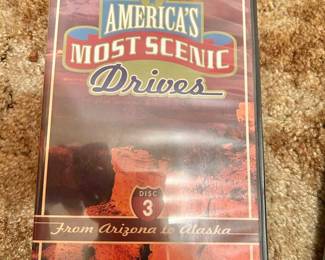 AMERICA'S
MOST SCENIC
Drives
DISC
3
From Arizona to Alaska